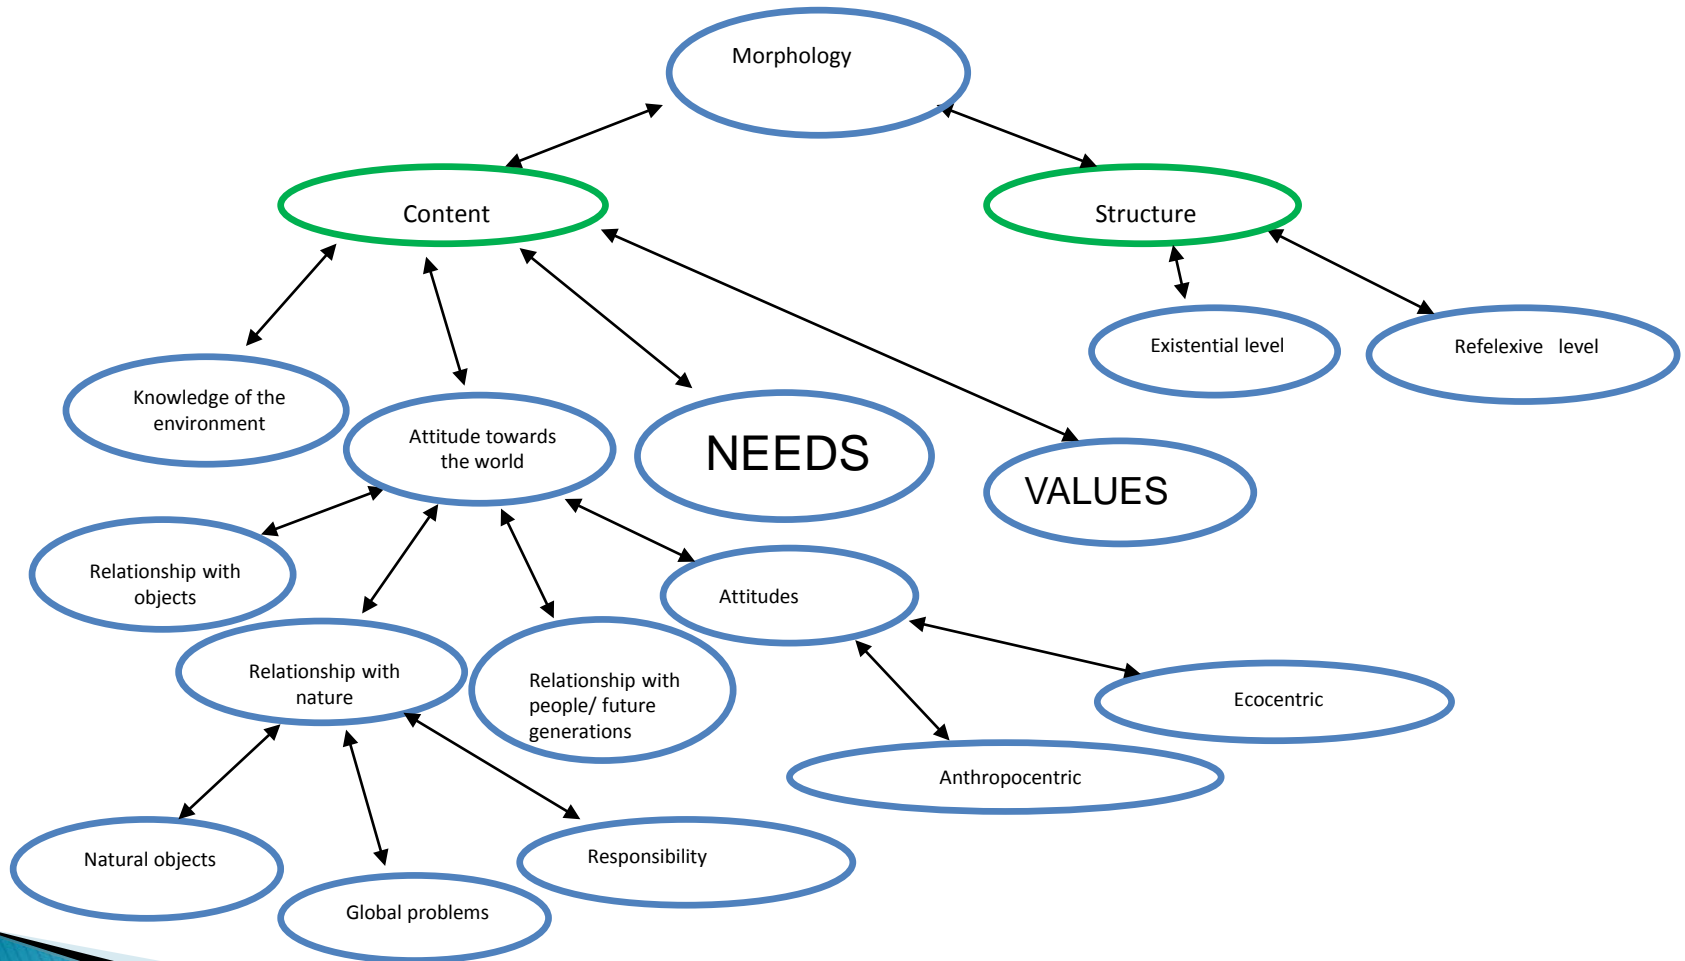 Morphology
Content
Structure
Existential level
Refelexive level
Knowledge of the
environment
Attitude towards
the world
NEEDS
VALUES
Relationship with
objects
Attitudes
Relationship with
nature
Relationship with
people/ future
generations
Ecocentric
Anthropocentric
Natural objects
Responsibility
Global problems